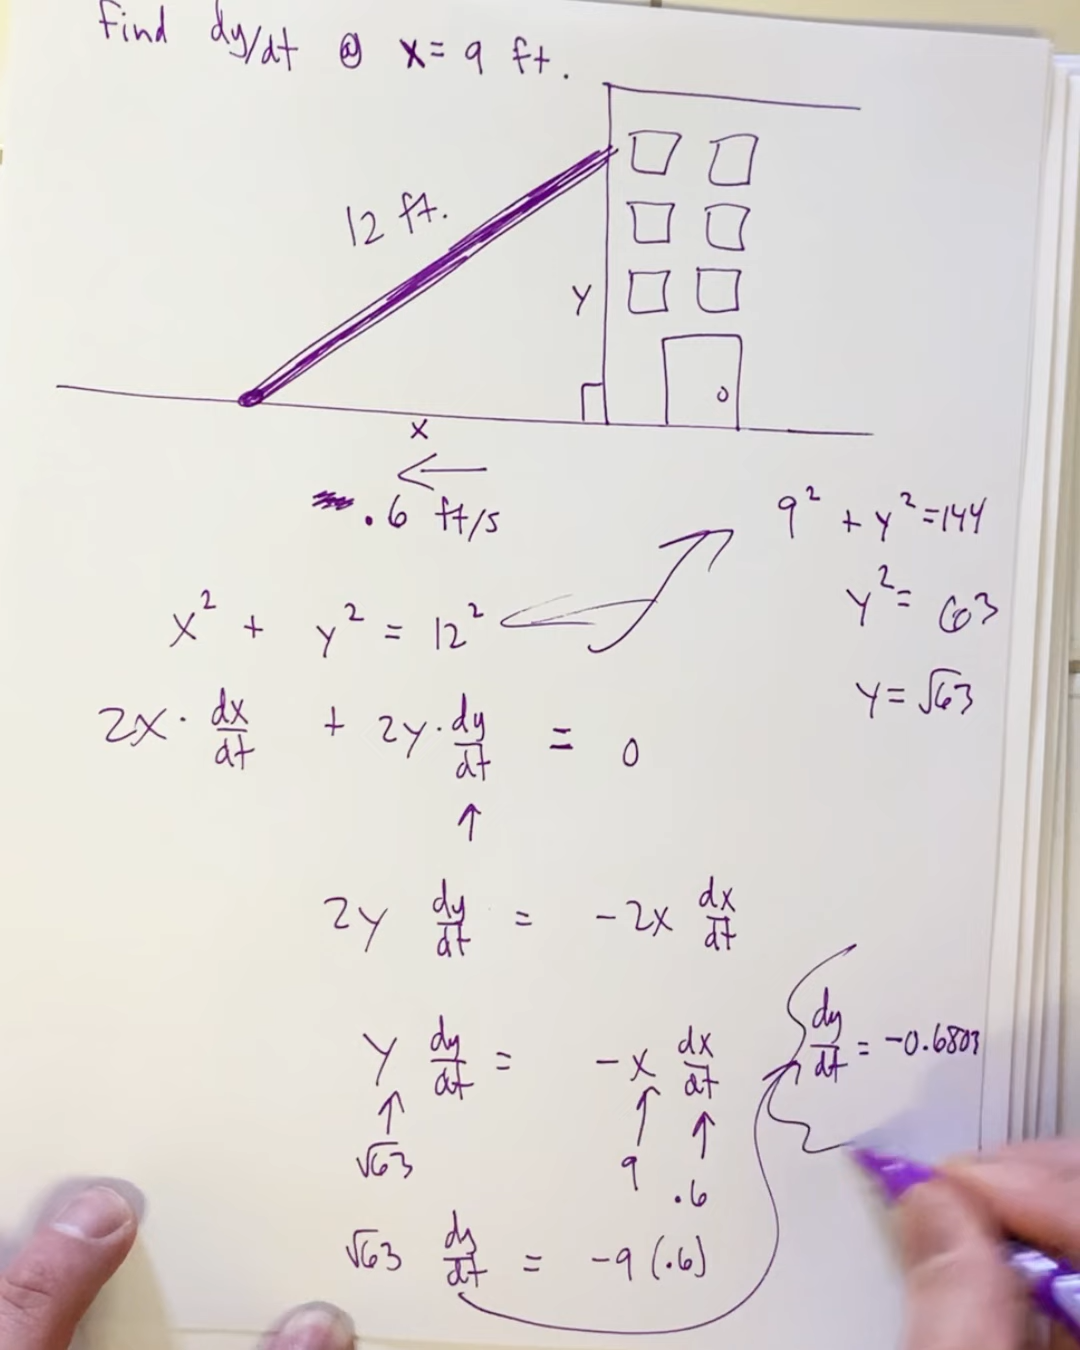 Find dy/dt @ x = 9 ft.
12 ft.
y
x
.6 ft/s
9² + y² = 144
x² + y² = 12²
y² = 63
y = √63
2x · dx/dt + 2y · dy/dt = 0
2y dy/dt = -2x dx/dt
y dy/dt = -x dx/dt
dy/dt = -0.6803
√63
9
.6
√63 dy/dt = -9 (.6)